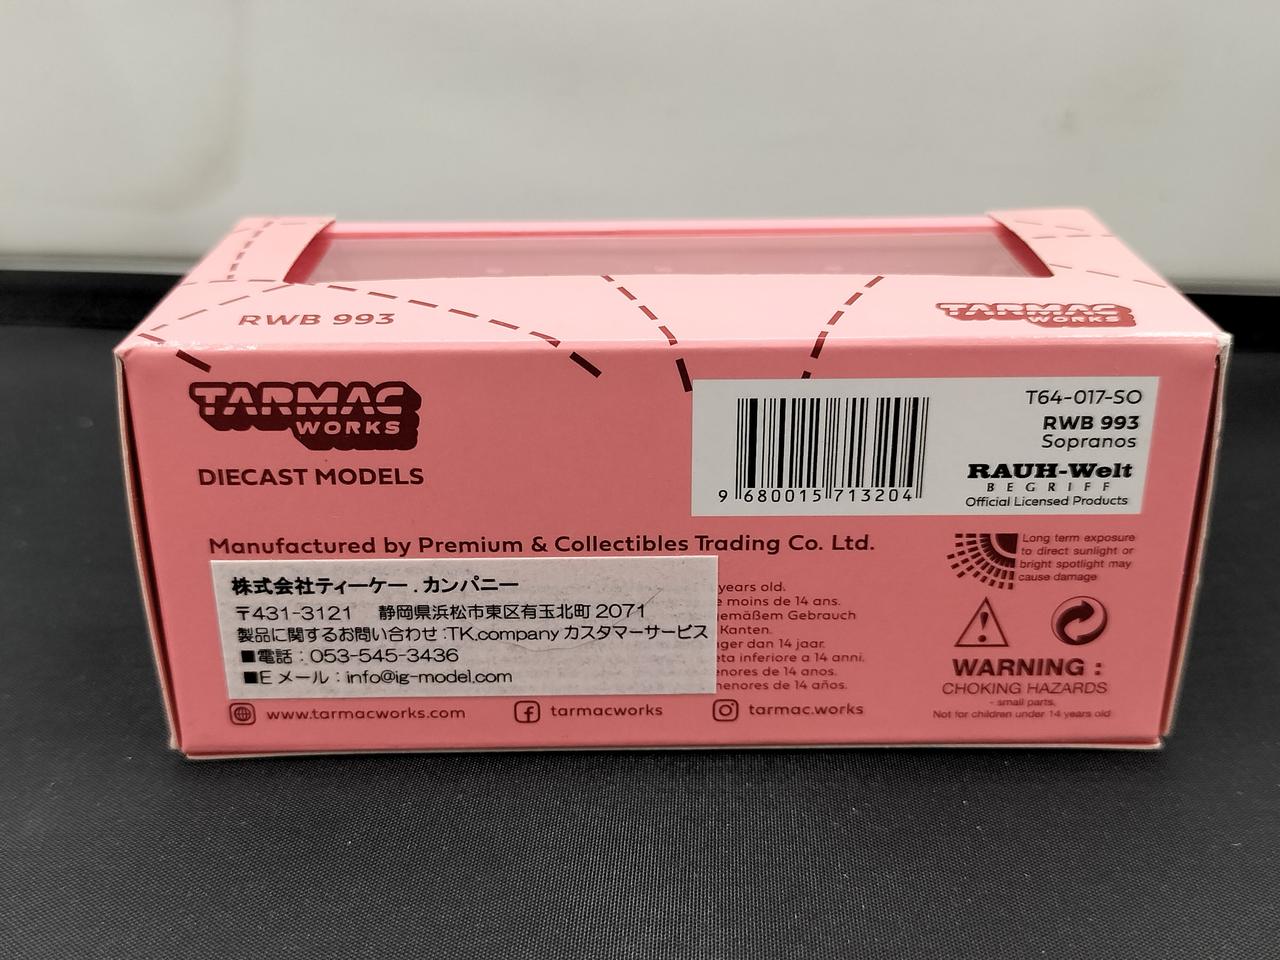 RWB 993
TARMAC
WORKS
TARMAC
WORKS
DIECAST MODELS
T64-017-SO
RWB 993
Sopranos
RAUH-Welt
BEGRIFF
Official Licensed Products
9 680015 713204
Manufactured by Premium & Collectibles Trading Co. Ltd.
Long term exposure
to direct sunlight or
bright spotlight may
cause damage
株式会社ティーケー.カンパニー
〒431-3121 静岡県浜松市東区有玉北町 2071
製品に関するお問い合わせ:TK.company カスタマーサービス
■電話:053-545-3436
■E メール:info@ig-model.com
years old.
moins de 14 ans.
gemäßem Gebrauch
Kanten.
dan 14 jaar.
inferiore a 14 anni.
de 14 anos.
de 14 años.
WARNING :
CHOKING HAZARDS
- small parts.
Not for children under 14 years old
www.tarmacworks.com
tarmacworks
tarmac.works